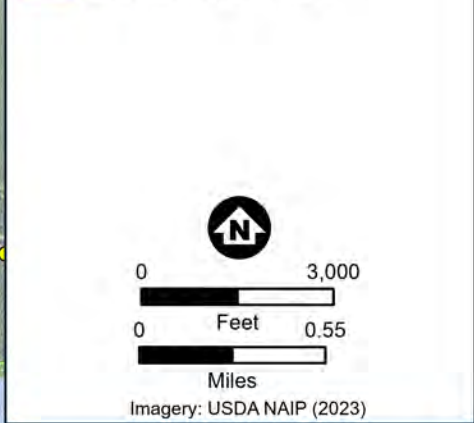 N
0 3,000
Feet
0 0.55
Miles
Imagery: USDA NAIP (2023)